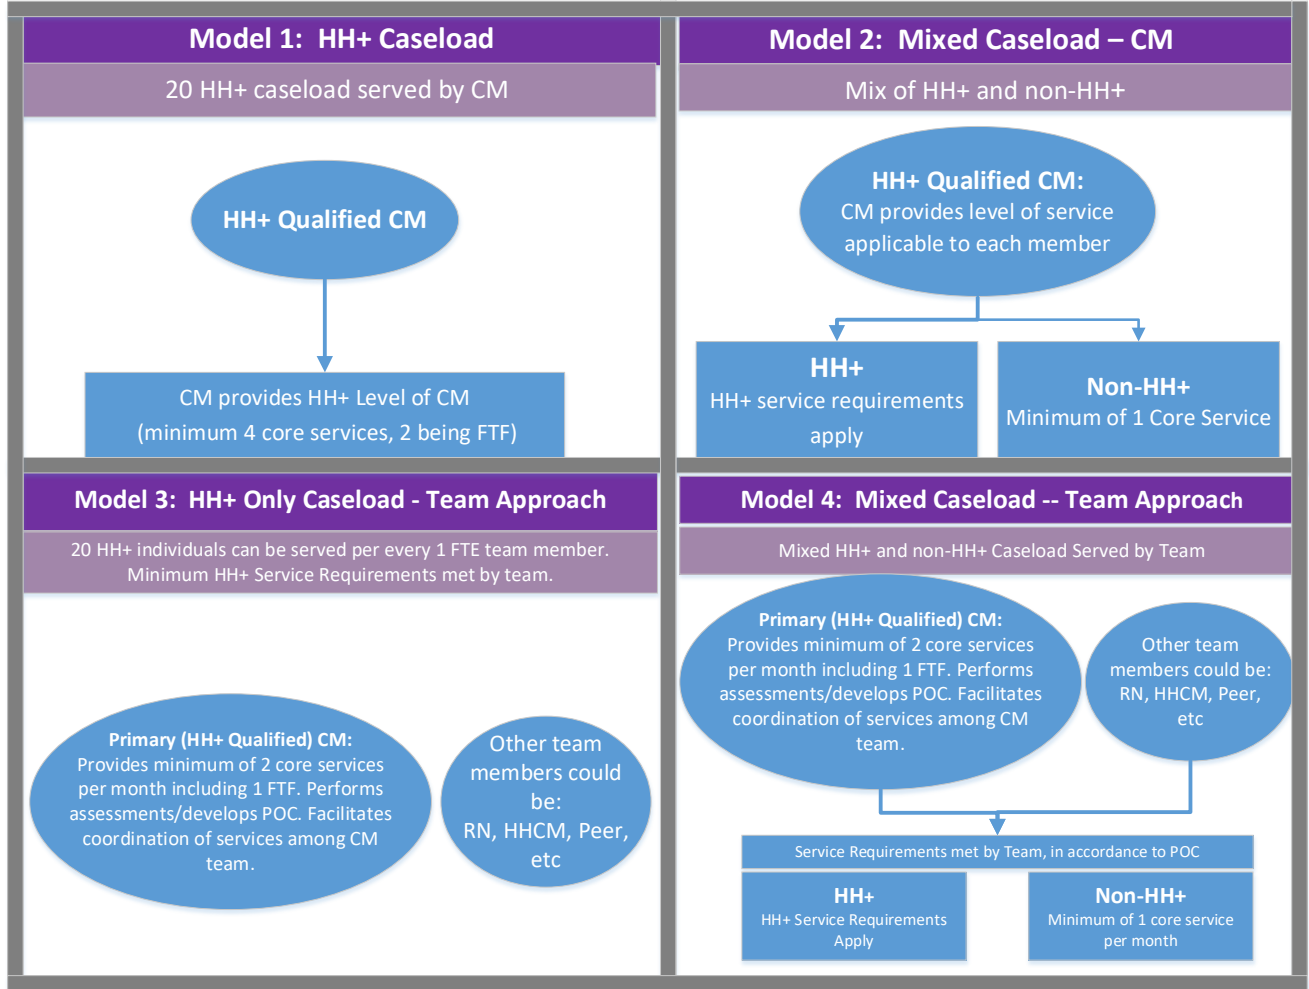 Model 1: HH+ Caseload
20 HH+ caseload served by CM
HH+ Qualified CM
CM provides HH+ Level of CM
(minimum 4 core services, 2 being FTF)
Model 2: Mixed Caseload – CM
Mix of HH+ and non-HH+
HH+ Qualified CM:
CM provides level of service
applicable to each member
HH+
HH+ service requirements
apply
Non-HH+
Minimum of 1 Core Service
Model 3: HH+ Only Caseload - Team Approach
20 HH+ individuals can be served per every 1 FTE team member.
Minimum HH+ Service Requirements met by team.
Primary (HH+ Qualified) CM:
Provides minimum of 2 core services
per month including 1 FTF. Performs
assessments/develops POC. Facilitates
coordination of services among CM
team.
Other team
members could
be:
RN, HHCM, Peer,
etc
Model 4: Mixed Caseload -- Team Approach
Mixed HH+ and non-HH+ Caseload Served by Team
Primary (HH+ Qualified) CM:
Provides minimum of 2 core services
per month including 1 FTF. Performs
assessments/develops POC. Facilitates
coordination of services among CM
team.
Other team
members could be:
RN, HHCM, Peer,
etc
Service Requirements met by Team, in accordance to POC
HH+
HH+ Service Requirements
Apply
Non-HH+
Minimum of 1 core service
per month